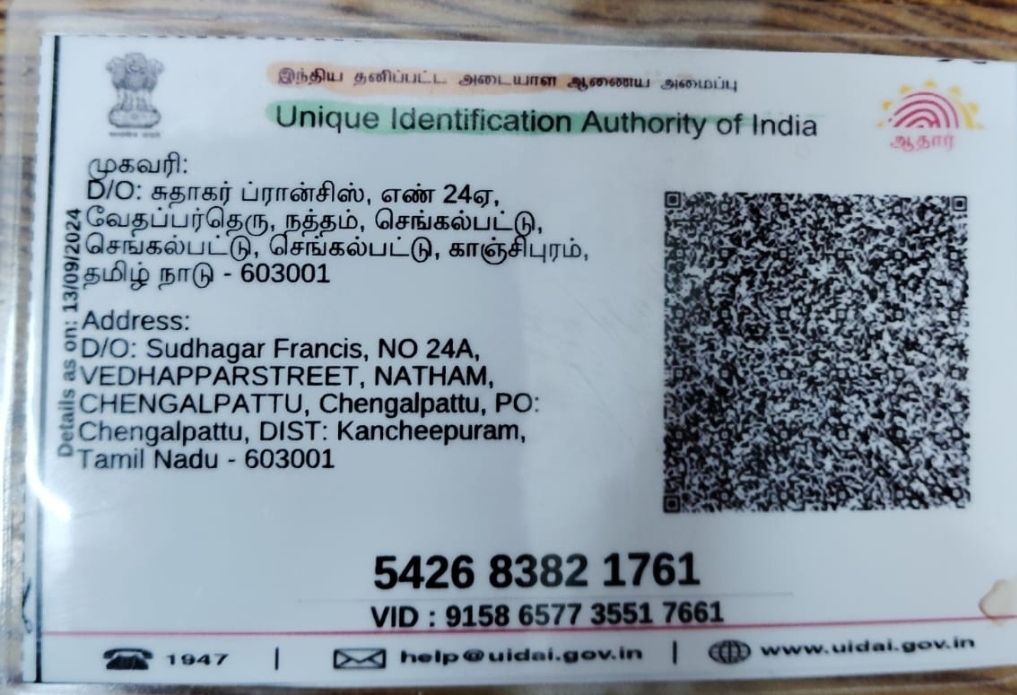 இந்திய தனிப்பட்ட அடையாள ஆணைய அமைப்பு
Unique Identification Authority of India
ஆதார்
முகவரி:
D/O: சுதாகர் ப்ரான்சிஸ், எண் 24ஏ,
வேதப்பர்தெரு, நத்தம், செங்கல்பட்டு,
செங்கல்பட்டு, செங்கல்பட்டு, காஞ்சிபுரம்,
தமிழ் நாடு - 603001
Details as on: 13/09/2024
Address:
D/O: Sudhagar Francis, NO 24A,
VEDHAPPARSTREET, NATHAM,
CHENGALPATTU, Chengalpattu, PO:
Chengalpattu, DIST: Kancheepuram,
Tamil Nadu - 603001
5426 8382 1761
VID : 9158 6577 3551 7661
1947 | help@uidai.gov.in | www.uidai.gov.in